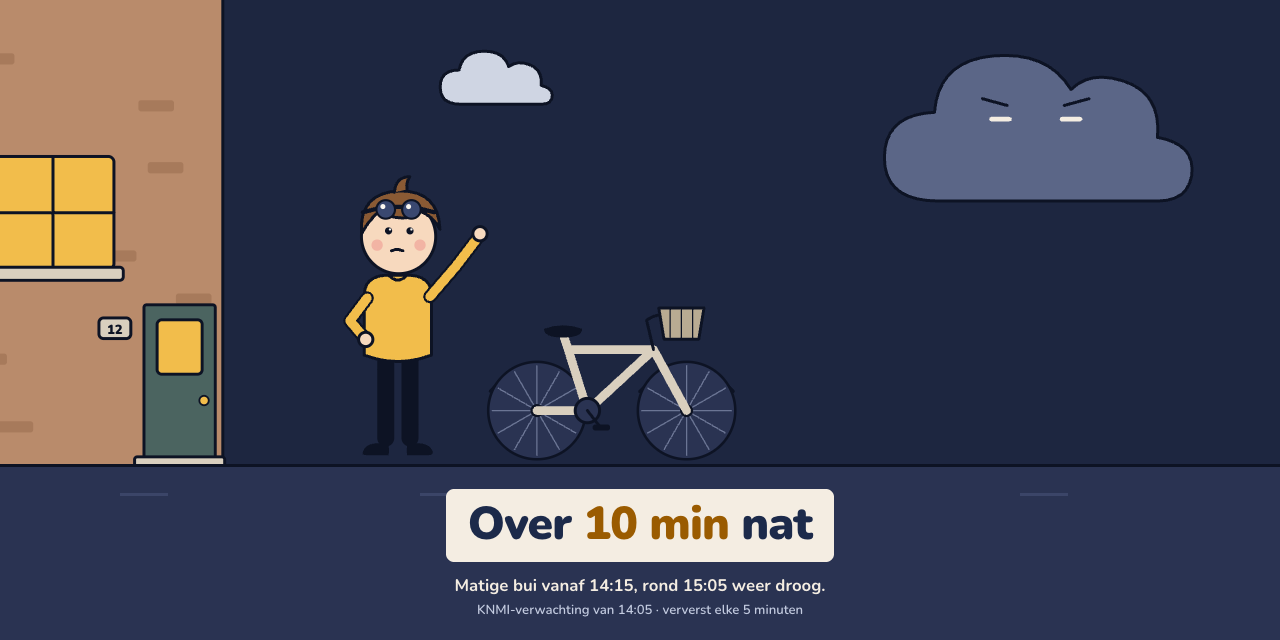 12
Over 10 min nat
Matige bui vanaf 14:15, rond 15:05 weer droog.
KNMI-verwachting van 14:05 · ververst elke 5 minuten